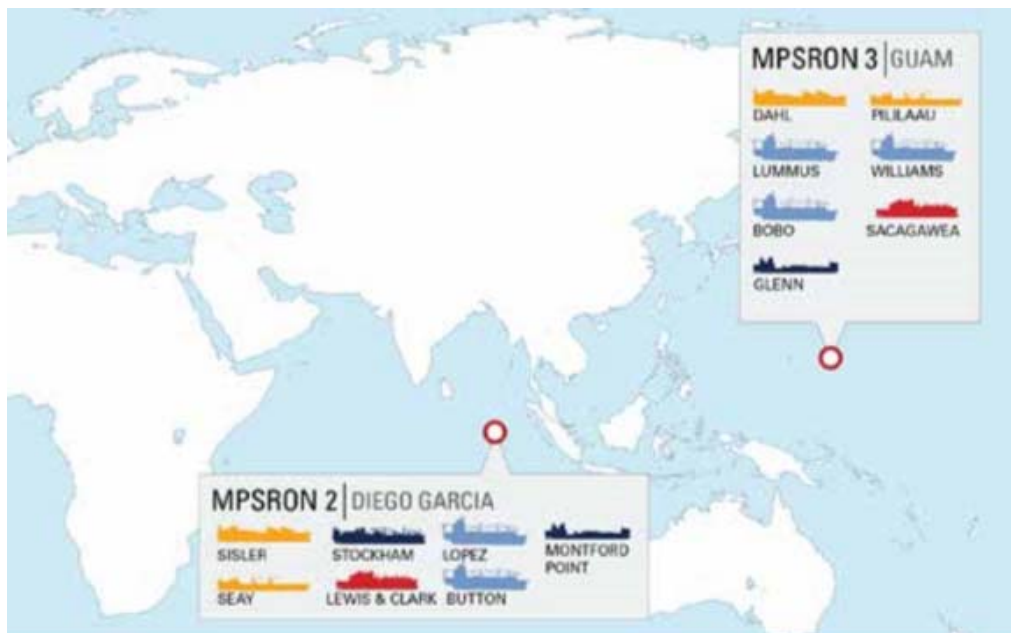 MPSRON 3 | GUAM
DAHL PILILAAU
LUMMUS WILLIAMS
BOBO SACAGAWEA
GLENN
MPSRON 2 | DIEGO GARCIA
SISLER STOCKHAM LOPEZ MONTFORD
POINT
SEAY LEWIS & CLARK BUTTON